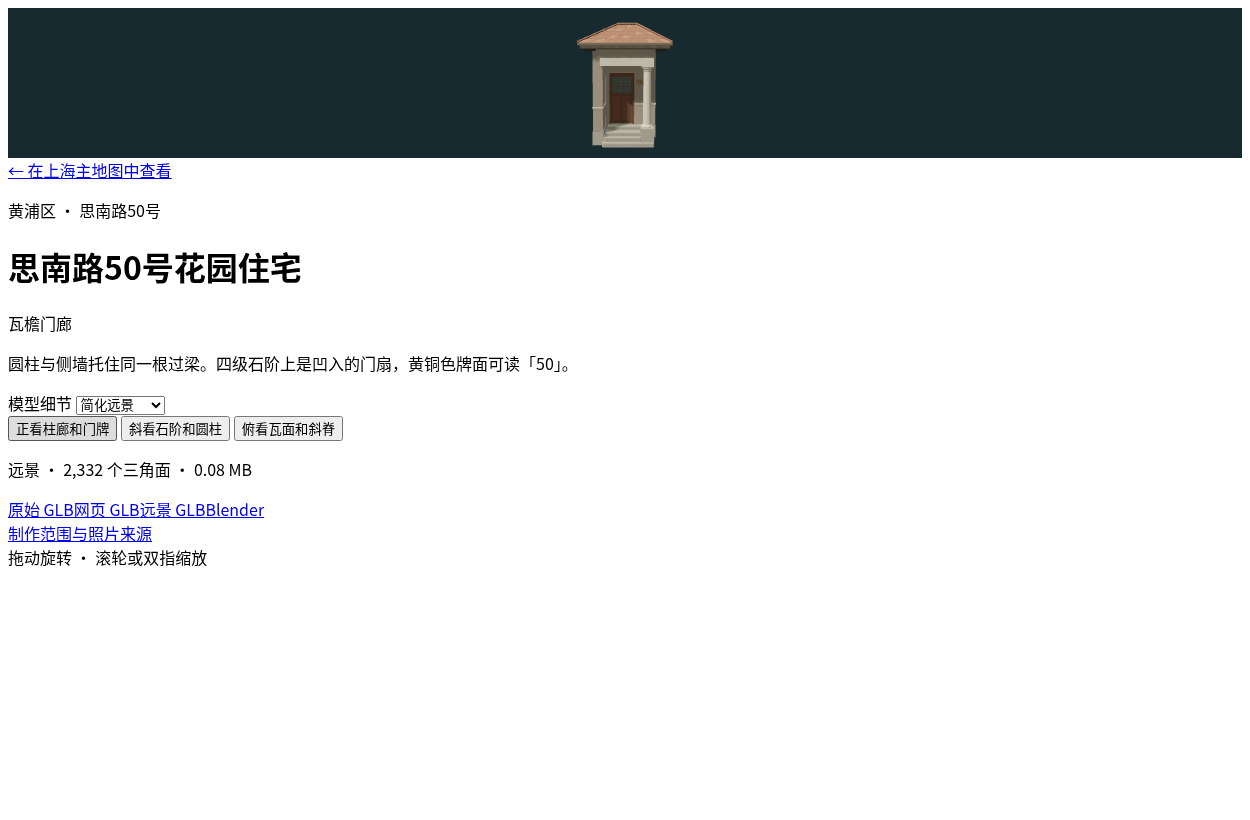 ← 在上海主地图中查看
黄浦区 · 思南路50号
思南路50号花园住宅
瓦檐门廊
圆柱与侧墙托住同一根过梁。四级石阶上是凹入的门扇，黄铜色牌面可读「50」。
模型细节 简化远景
正看柱廊和门牌 斜看石阶和圆柱 俯看瓦面和斜脊
远景 · 2,332 个三角面 · 0.08 MB
原始 GLB网页 GLB远景 GLBBlender
制作范围与照片来源
拖动旋转 · 滚轮或双指缩放